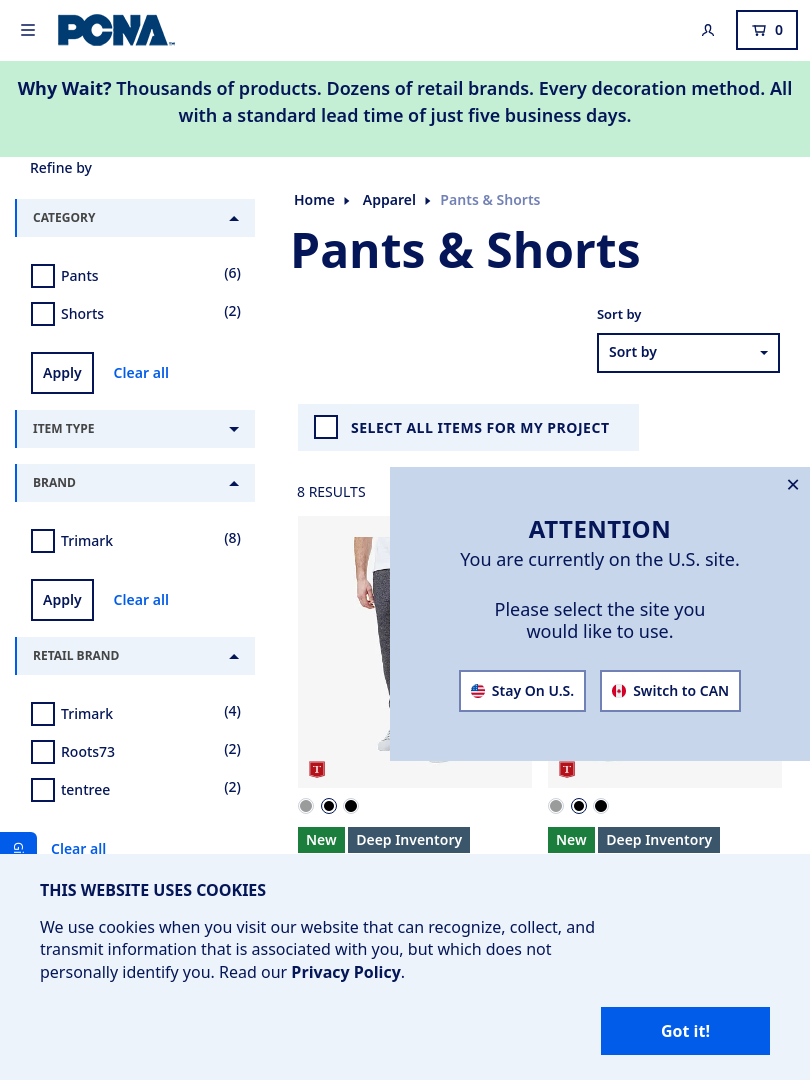 PCNA
0
Why Wait? Thousands of products. Dozens of retail brands. Every decoration method. All
with a standard lead time of just five business days.
Refine by
CATEGORY
Pants (6)
Shorts (2)
Apply Clear all
ITEM TYPE
BRAND
Trimark (8)
Apply Clear all
RETAIL BRAND
Trimark (4)
Roots73 (2)
tentree (2)
Clear all
Home Apparel Pants & Shorts
Pants & Shorts
Sort by
Sort by
SELECT ALL ITEMS FOR MY PROJECT
8 RESULTS
ATTENTION
You are currently on the U.S. site.
Please select the site you
would like to use.
Stay On U.S. Switch to CAN
T T
New Deep Inventory New Deep Inventory
THIS WEBSITE USES COOKIES
We use cookies when you visit our website that can recognize, collect, and
transmit information that is associated with you, but which does not
personally identify you. Read our Privacy Policy.
Got it!